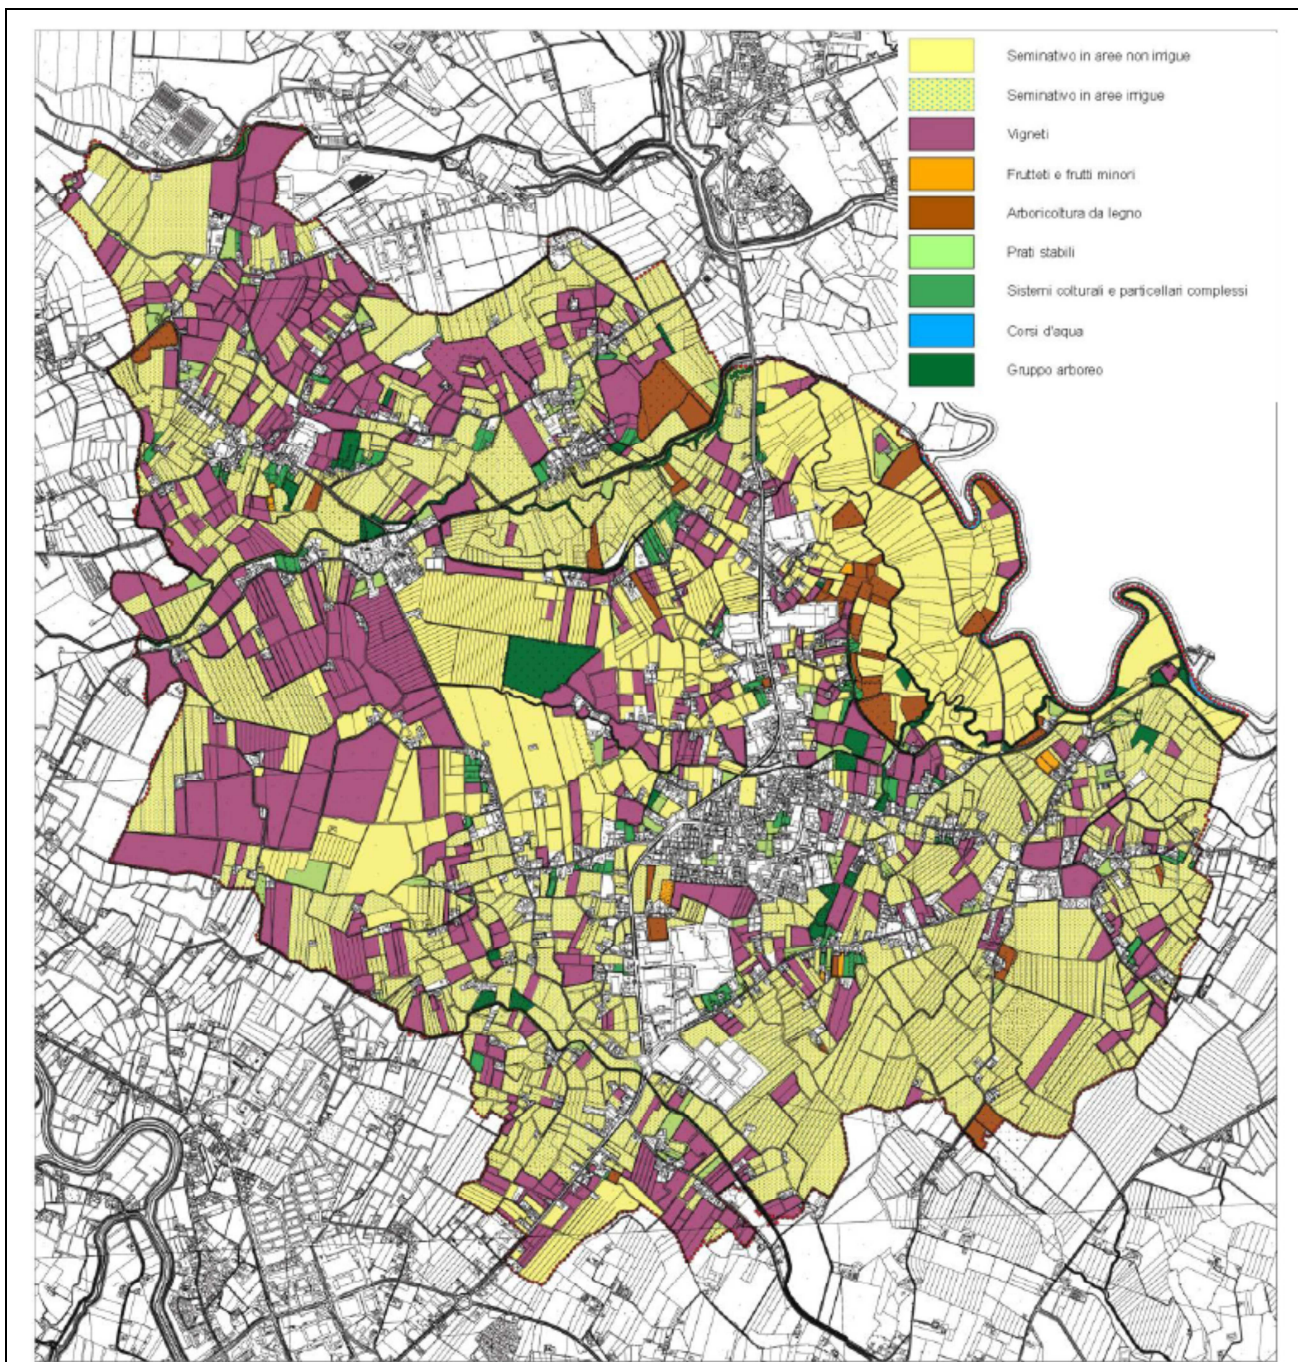 Seminativo in aree non irrigue
Seminativo in aree irrigue
Vigneti
Frutteti e frutti minori
Arboricoltura da legno
Prati stabili
Sistemi colturali e particellari complessi
Corsi d'aqua
Gruppo arboreo